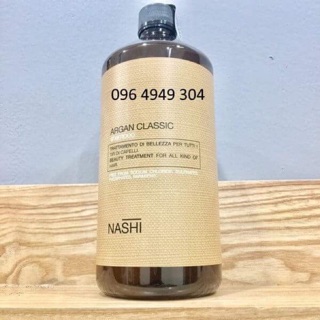 096 4949 304
ARGAN CLASSIC
TRATTAMENTO DI BELLEZZA PER TUTTI I
TIPI DI CAPELLI
BEAUTY TREATMENT FOR ALL KIND OF
HAIR
NASHI